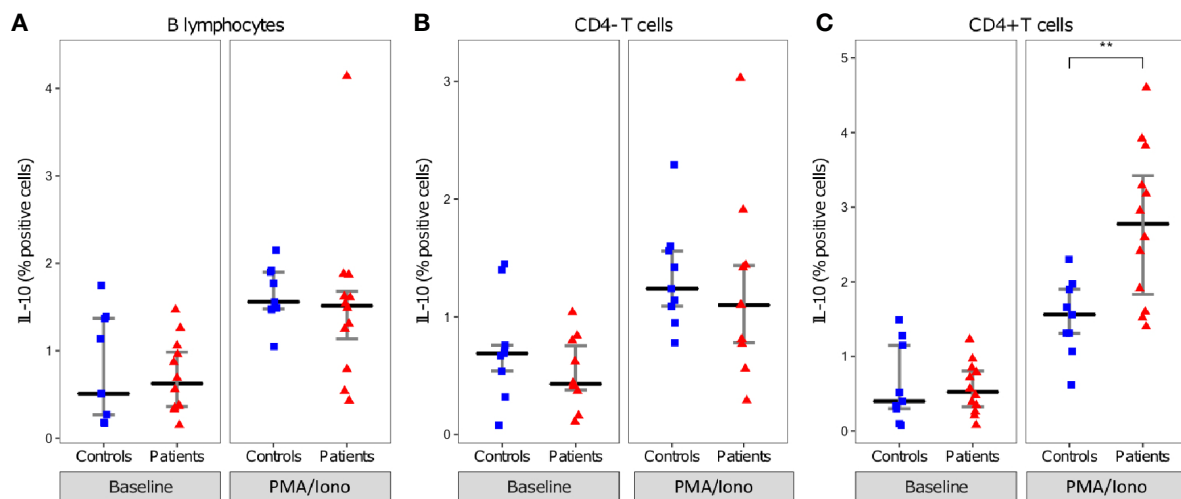 A
B lymphocytes
IL-10 (% positive cells)
4
3
2
1
0
Controls Patients Controls Patients
Baseline PMA/Iono
B
CD4- T cells
IL-10 (% positive cells)
3
2
1
0
Controls Patients Controls Patients
Baseline PMA/Iono
C
CD4+T cells
IL-10 (% positive cells)
5
4
3
2
1
0
**
Controls Patients Controls Patients
Baseline PMA/Iono